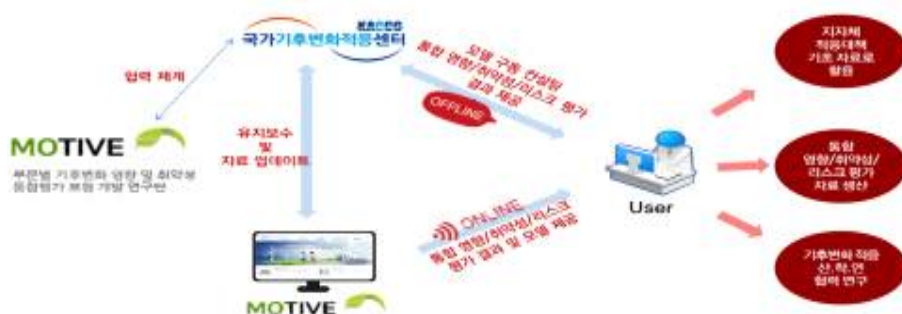 KACCC
국가기후변화적응센터
협력 체계
MOTIVE
부문별 기후변화 영향 및 취약성
통합평가 모형 개발 연구단
유지보수
및
자료 업데이트
MOTIVE
모델 구동 컨설팅
통합 영향/취약성/리스크 평가
결과 제공
OFFLINE
ONLINE
통합 영향/취약성/리스크
평가 결과 및 모델 제공
User
지자체
적응대책
기초 자료로
활용
통합
영향/취약성/
리스크 평가
자료 생산
기후변화 적응
산.학.연
협력 연구